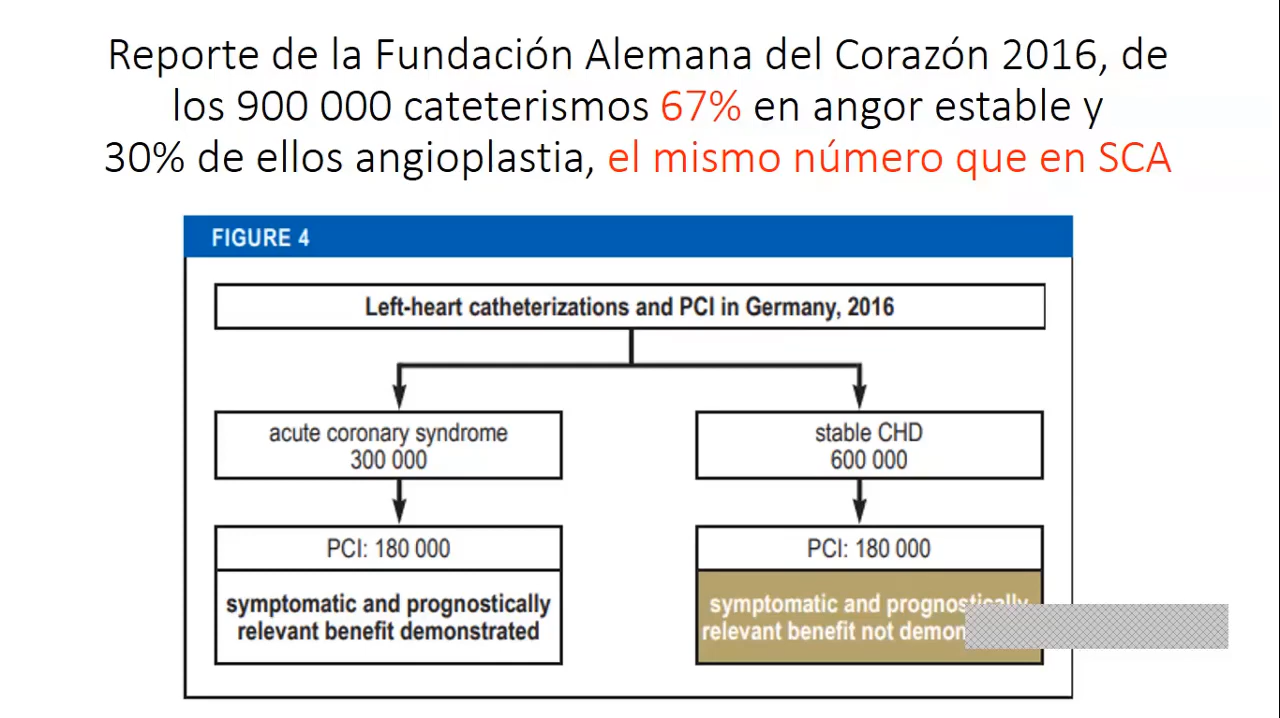 Reporte de la Fundación Alemana del Corazón 2016, de
los 900 000 cateterismos 67% en angor estable y
30% de ellos angioplastia, el mismo número que en SCA
FIGURE 4
Left-heart catheterizations and PCI in Germany, 2016
acute coronary syndrome
300 000
stable CHD
600 000
PCI: 180 000
symptomatic and prognostically
relevant benefit demonstrated
PCI: 180 000
symptomatic and prognostically
relevant benefit not